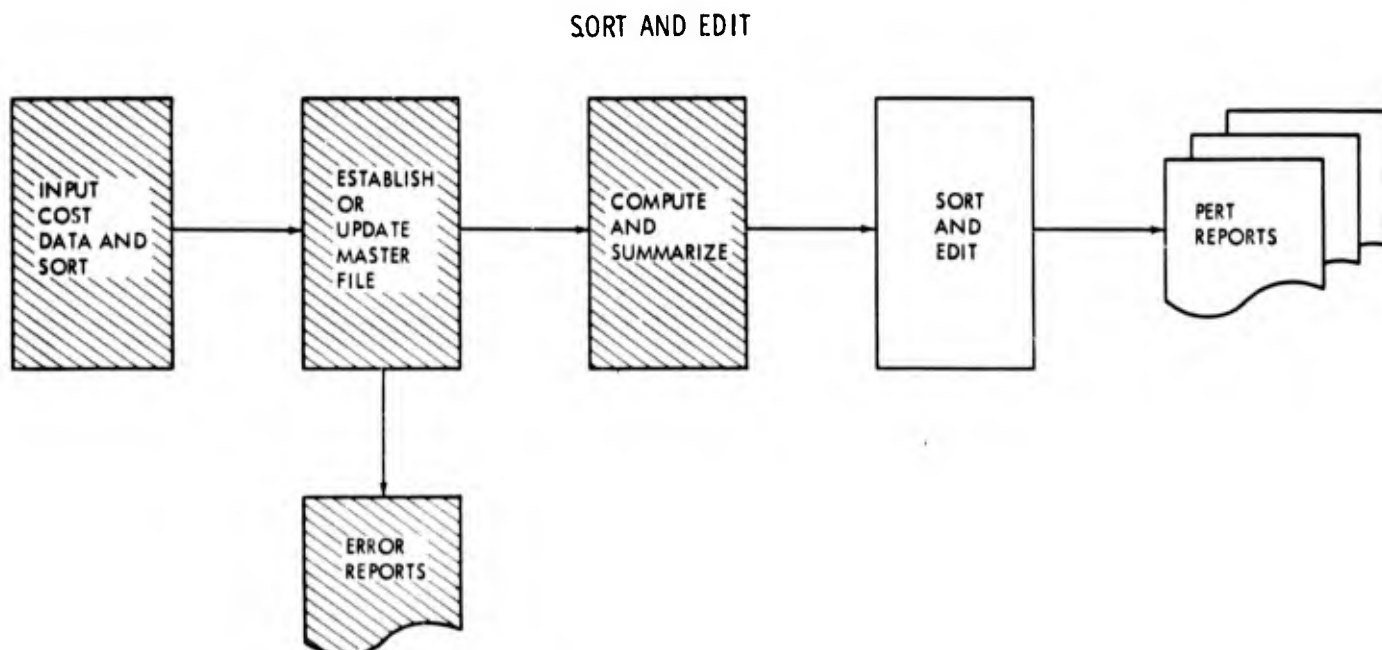 SORT AND EDIT
INPUT
COST
DATA AND
SORT
ESTABLISH
OR
UPDATE
MASTER
FILE
COMPUTE
AND
SUMMARIZE
SORT
AND
EDIT
PERT
REPORTS
ERROR
REPORTS